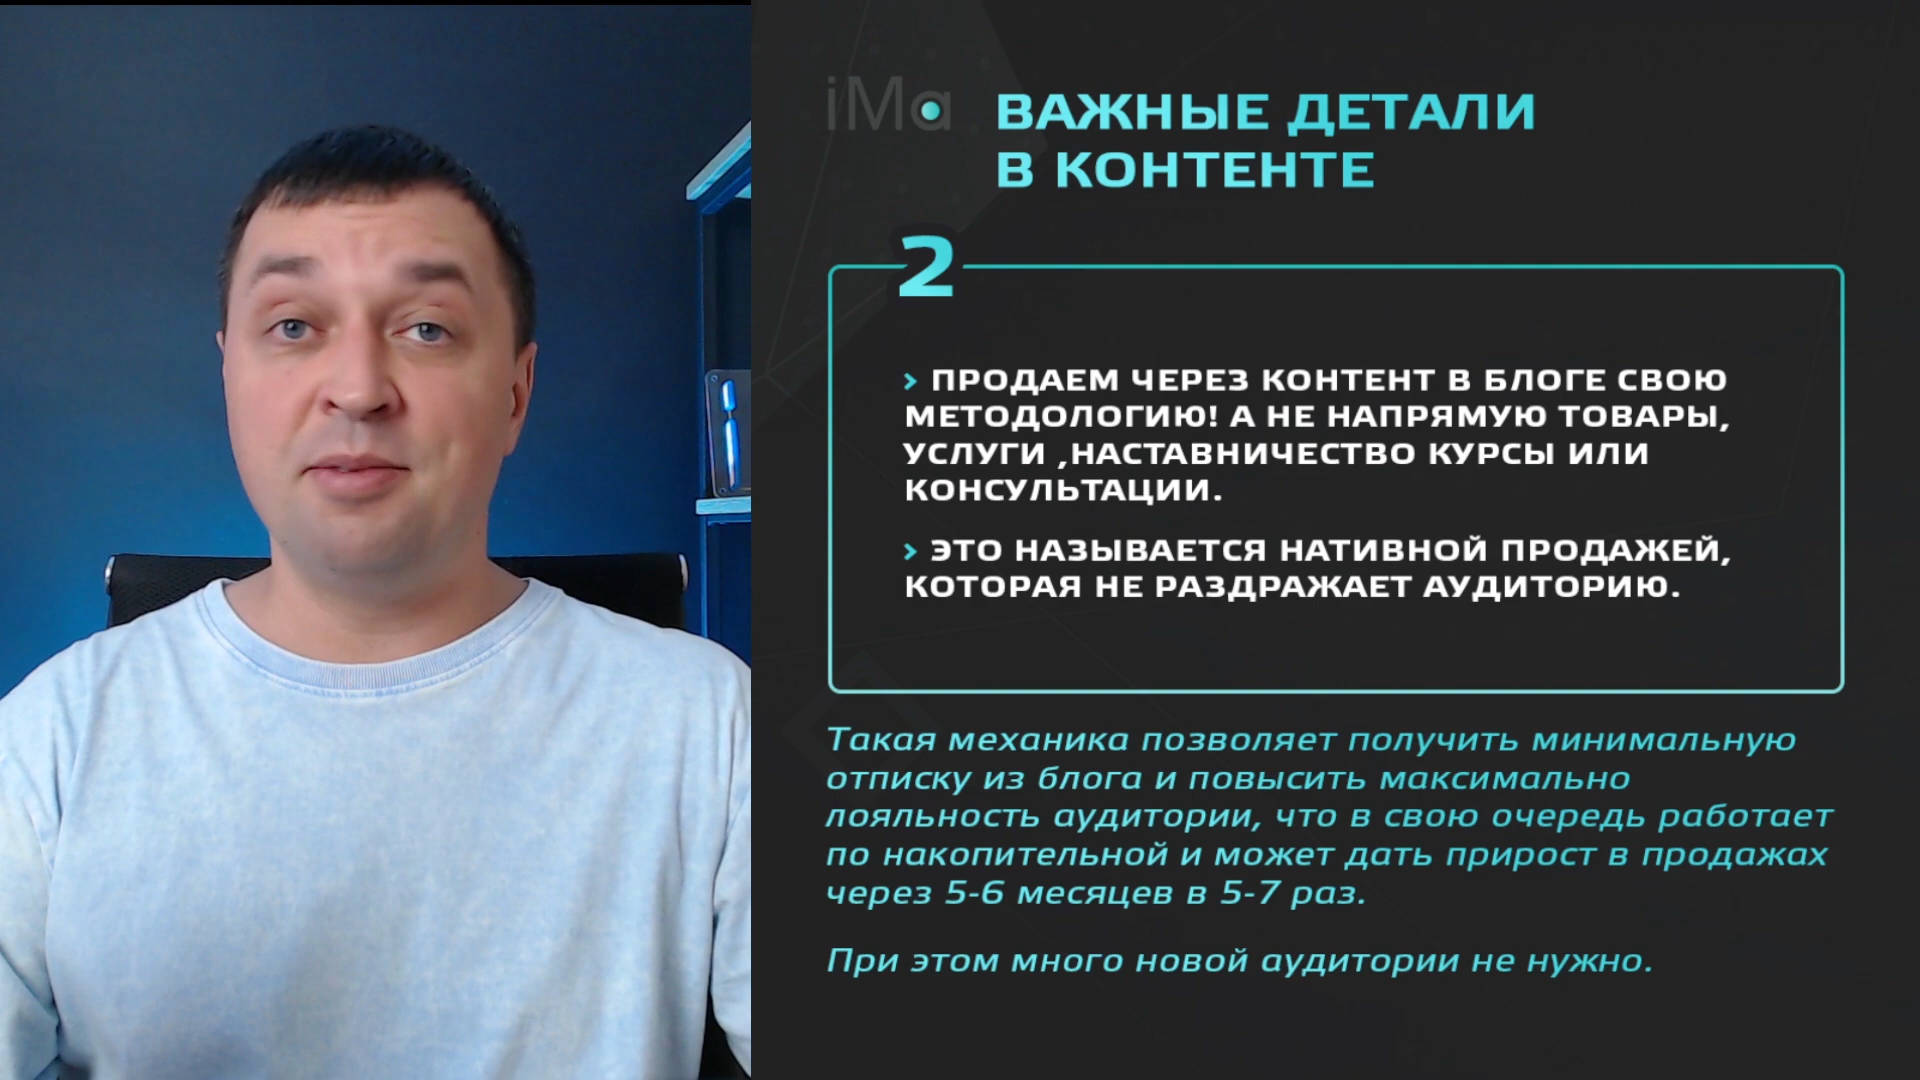 iMa
ВАЖНЫЕ ДЕТАЛИ
В КОНТЕНТЕ
2
› ПРОДАЕМ ЧЕРЕЗ КОНТЕНТ В БЛОГЕ СВОЮ
МЕТОДОЛОГИЮ! А НЕ НАПРЯМУЮ ТОВАРЫ,
УСЛУГИ ,НАСТАВНИЧЕСТВО КУРСЫ ИЛИ
КОНСУЛЬТАЦИИ.
› ЭТО НАЗЫВАЕТСЯ НАТИВНОЙ ПРОДАЖЕЙ,
КОТОРАЯ НЕ РАЗДРАЖАЕТ АУДИТОРИЮ.
Такая механика позволяет получить минимальную
отписку из блога и повысить максимально
лояльность аудитории, что в свою очередь работает
по накопительной и может дать прирост в продажах
через 5-6 месяцев в 5-7 раз.
При этом много новой аудитории не нужно.